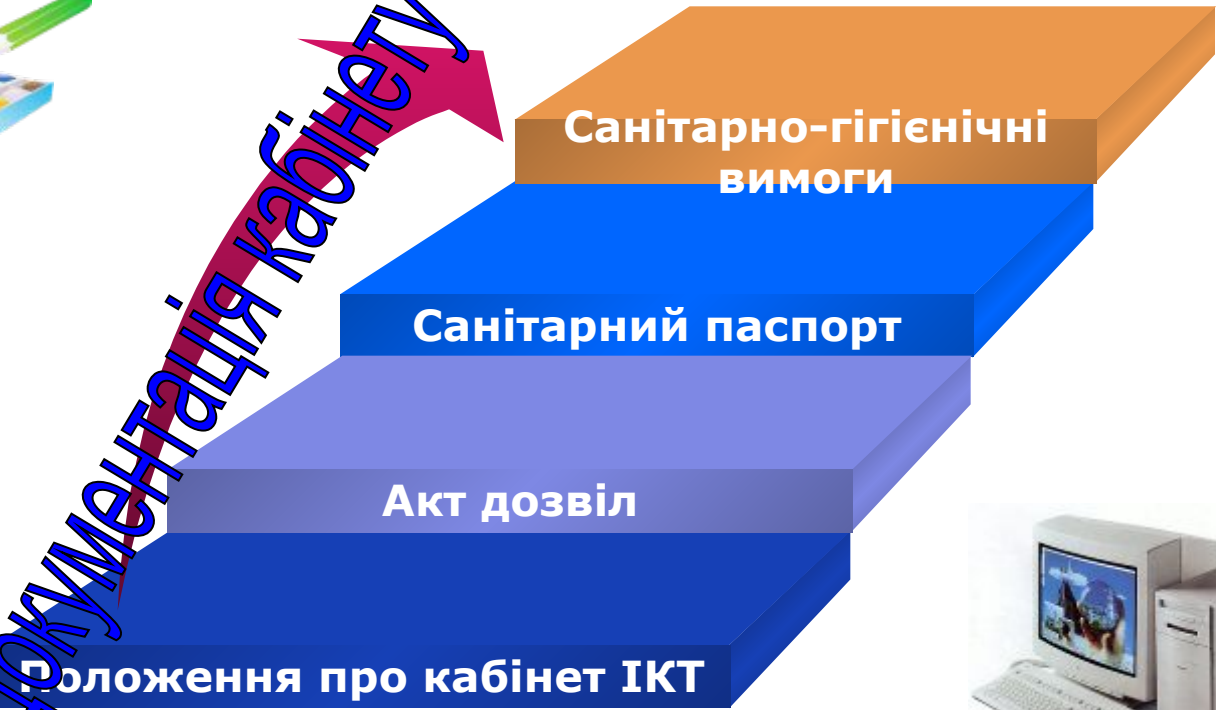 Документація кабінету
Санітарно-гігієнічні
вимоги
Санітарний паспорт
Акт дозвіл
Положення про кабінет ІКТ